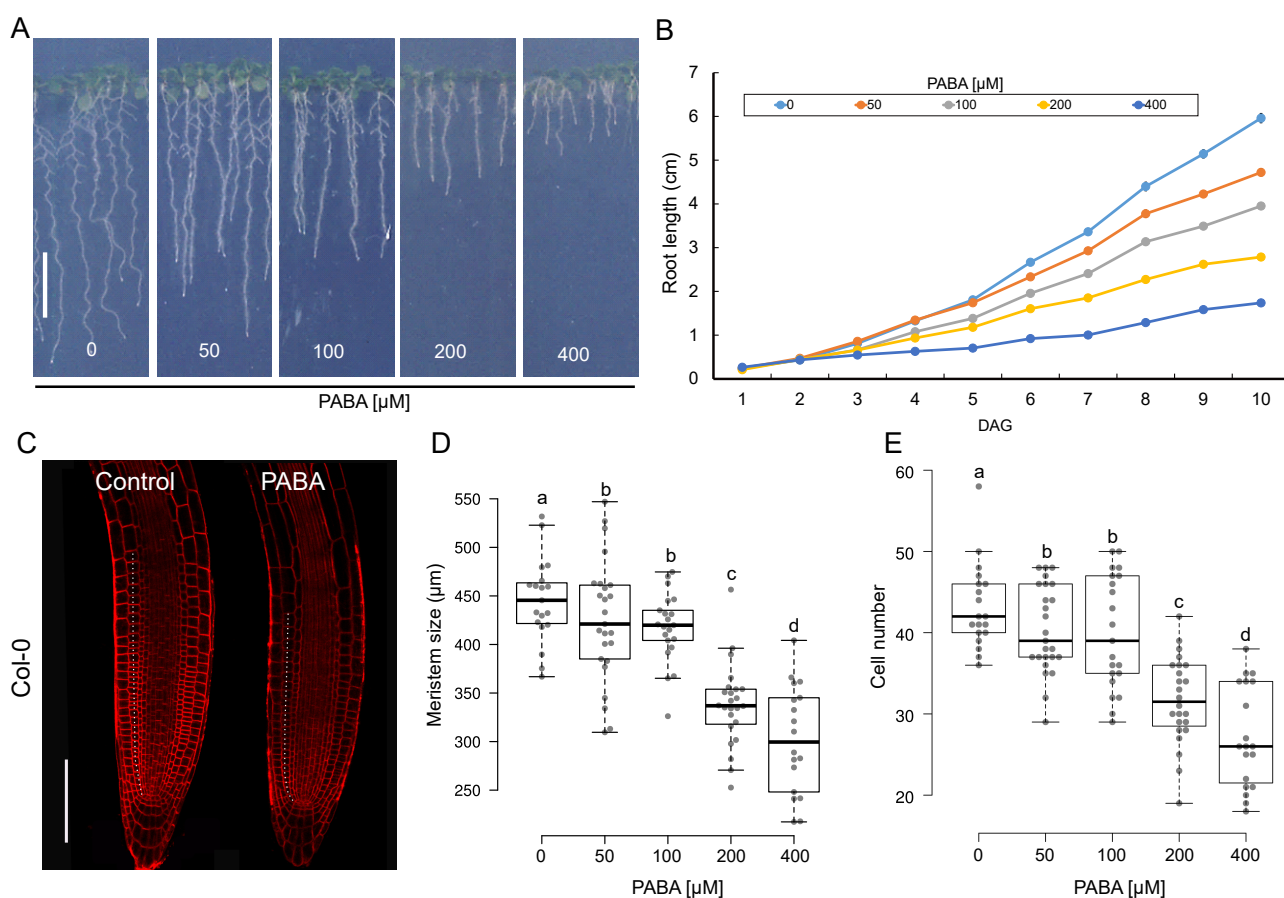 A
0
50
100
200
400
PABA [µM]
B
PABA [µM]
0 50 100 200 400
Root length (cm)
7
6
5
4
3
2
1
0
1 2 3 4 5 6 7 8 9 10
DAG
C
Control PABA
Col-0
D
Meristem size (µm)
550
500
450
400
350
300
250
a b b c d
0 50 100 200 400
PABA [µM]
E
Cell number
60
50
40
30
20
a b b c d
0 50 100 200 400
PABA [µM]